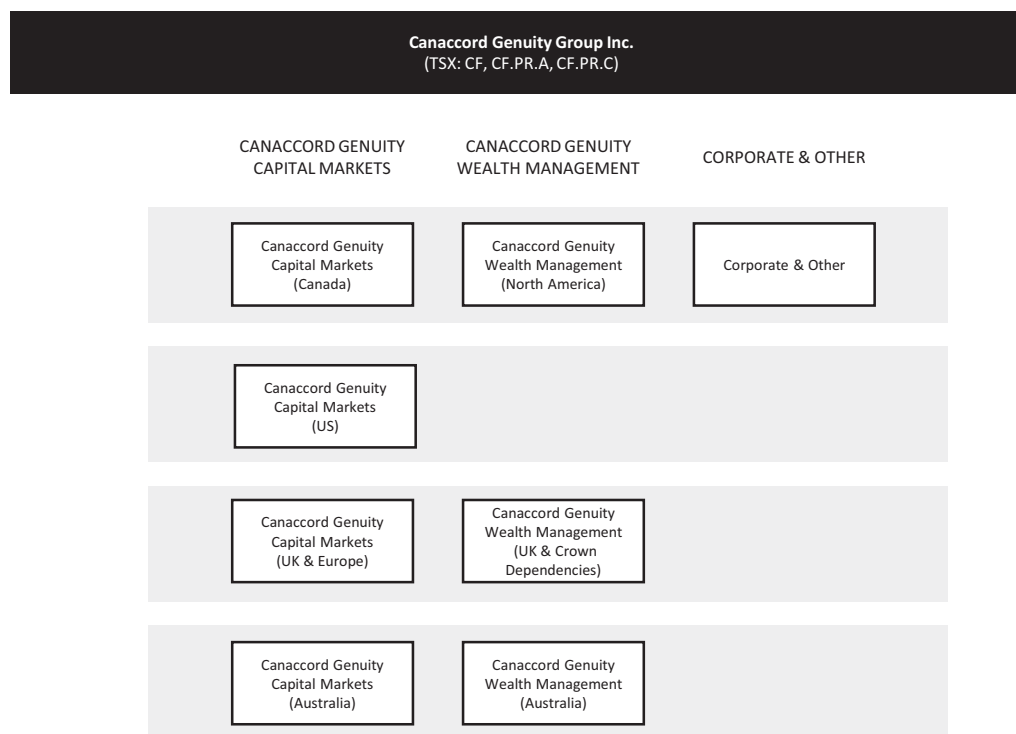 Canaccord Genuity Group Inc.
(TSX: CF, CF.PR.A, CF.PR.C)
CANACCORD GENUITY
CAPITAL MARKETS
CANACCORD GENUITY
WEALTH MANAGEMENT
CORPORATE & OTHER
Canaccord Genuity
Capital Markets
(Canada)
Canaccord Genuity
Wealth Management
(North America)
Corporate & Other
Canaccord Genuity
Capital Markets
(US)
Canaccord Genuity
Capital Markets
(UK & Europe)
Canaccord Genuity
Wealth Management
(UK & Crown
Dependencies)
Canaccord Genuity
Capital Markets
(Australia)
Canaccord Genuity
Wealth Management
(Australia)